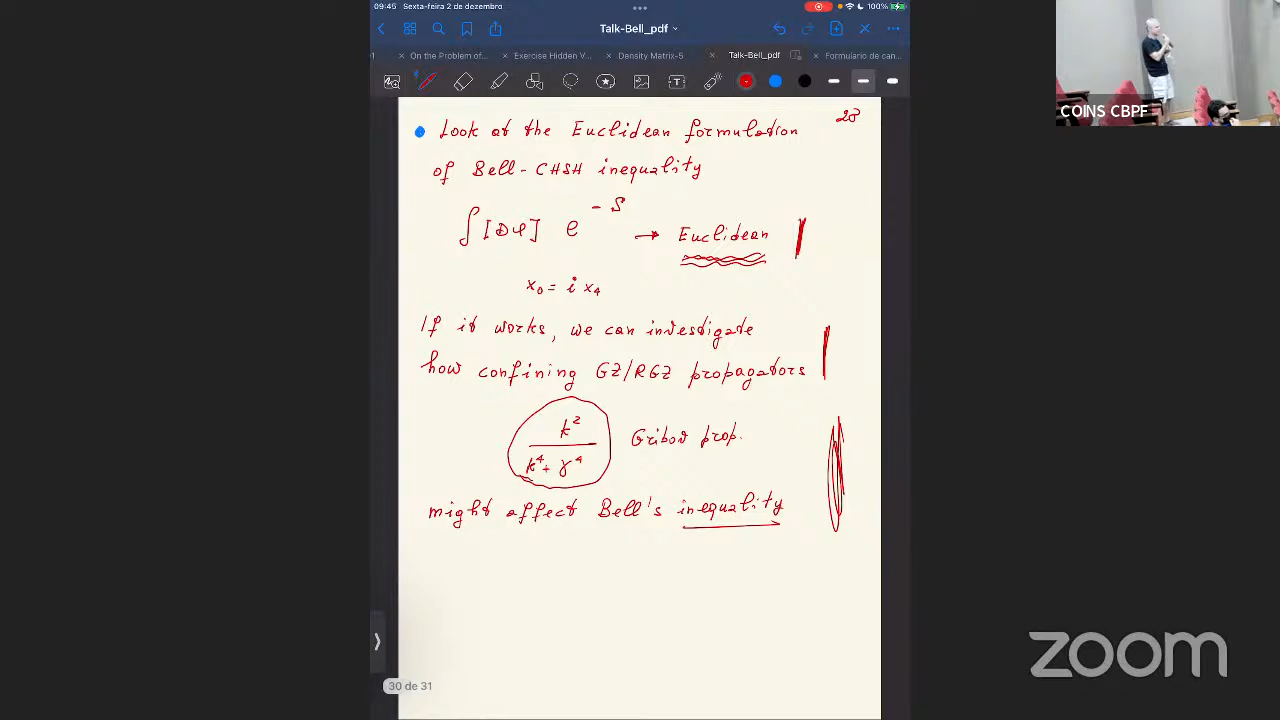 09:45 Sexta-feira 2 de dezembro
100%
Talk-Bell_pdf
On the Problem of...
Exercise Hidden V...
Density Matrix-5
Talk-Bell_pdf
Formulario de can...
COINS CBPF
28
Look at the Euclidean formulation
of Bell-CHSH inequality
∫[Dφ] e^{-S} → Euclidean
x₀ = i x₄
If it works, we can investigate
how confining GZ/RGZ propagators
k²/(k⁴ + γ⁴) Gribov prop.
might affect Bell's inequality
30 de 31
zoom